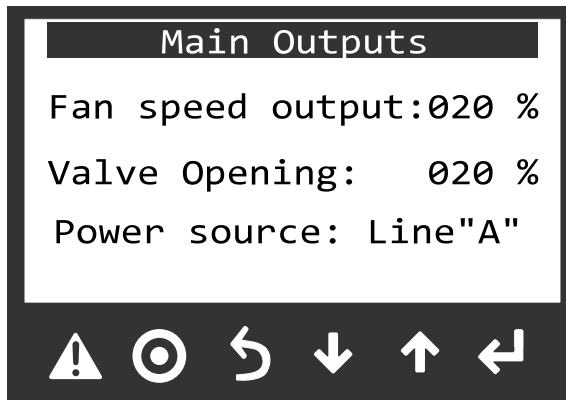 Main Outputs
Fan speed output:020 %
Valve Opening: 020 %
Power source: Line"A"